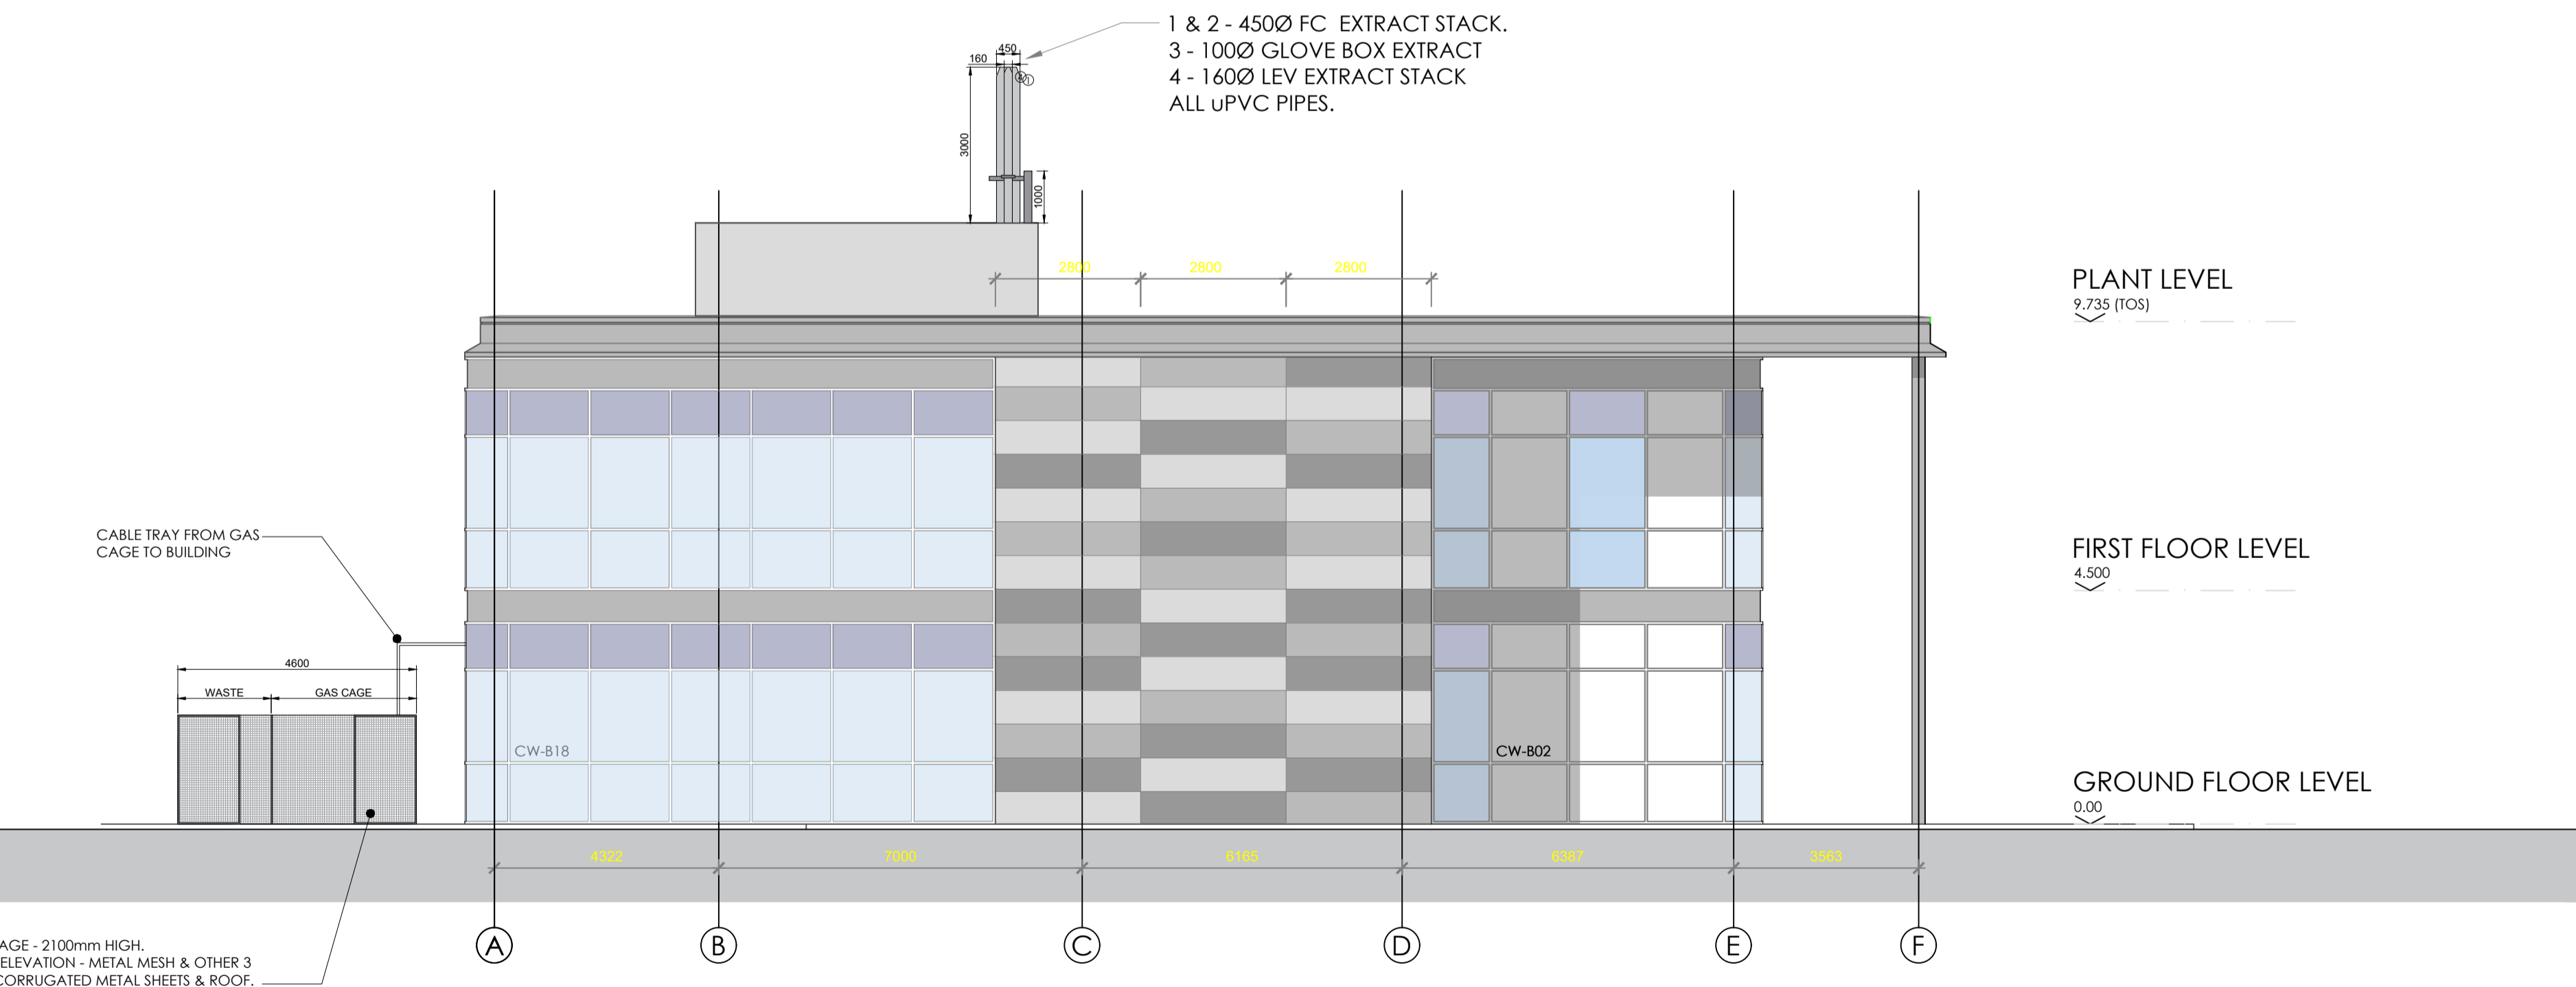 1 & 2 - 450Ø FC EXTRACT STACK.
3 - 100Ø GLOVE BOX EXTRACT
4 - 160Ø LEV EXTRACT STACK
ALL uPVC PIPES.
450
160
3000
1000
2800
2800
2800
PLANT LEVEL
9.735 (TOS)
CABLE TRAY FROM GAS
CAGE TO BUILDING
FIRST FLOOR LEVEL
4.500
4600
WASTE
GAS CAGE
CW-B18
CW-B02
GROUND FLOOR LEVEL
0.00
4322
7000
6165
6387
3563
A
B
C
D
E
F
AGE - 2100mm HIGH.
ELEVATION - METAL MESH & OTHER 3
CORRUGATED METAL SHEETS & ROOF.